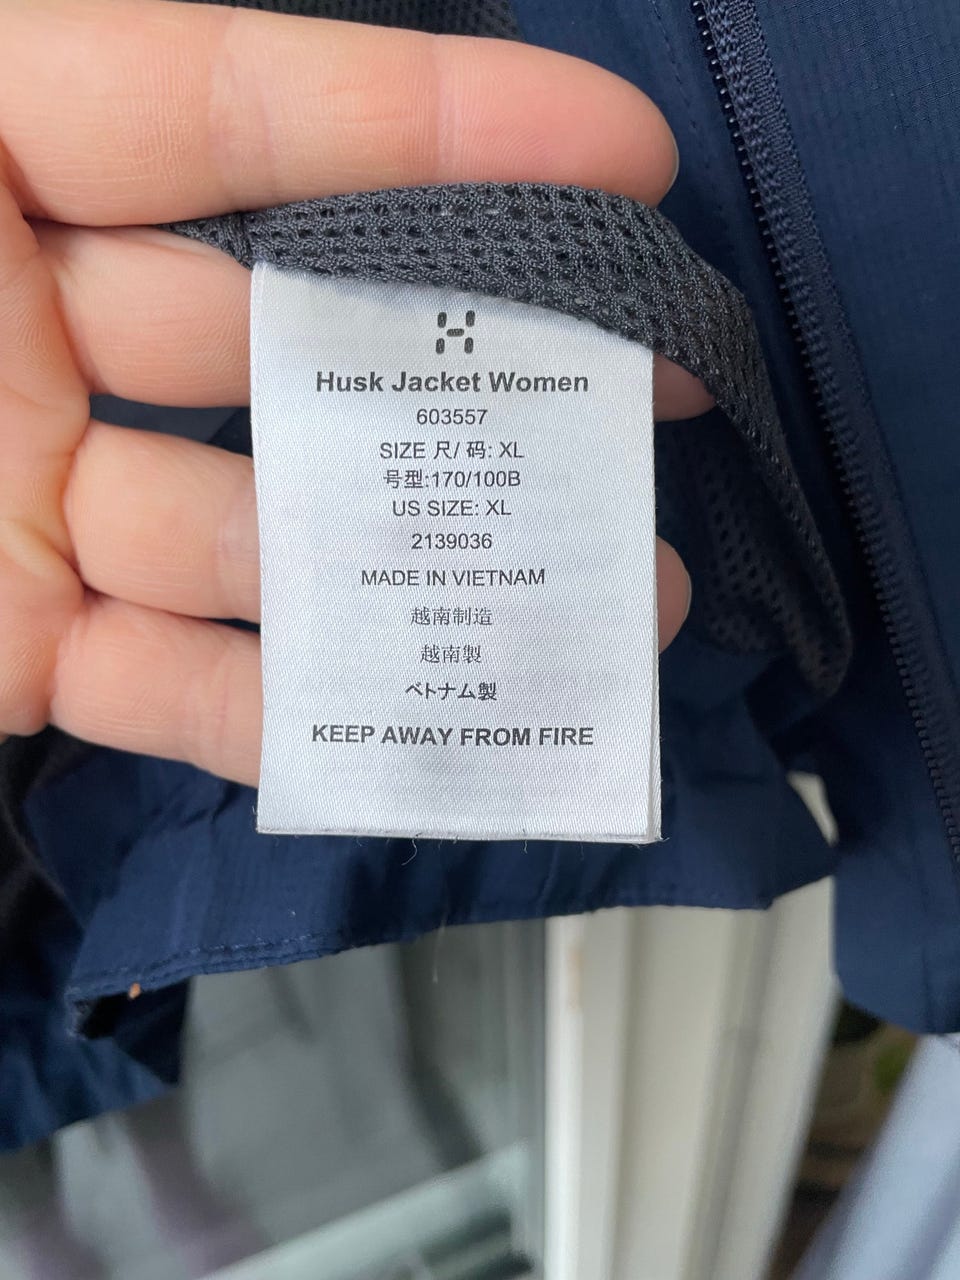 Husk Jacket Women
603557
SIZE 尺/ 码: XL
号型:170/100B
US SIZE: XL
2139036
MADE IN VIETNAM
越南制造
越南製
ベトナム製
KEEP AWAY FROM FIRE